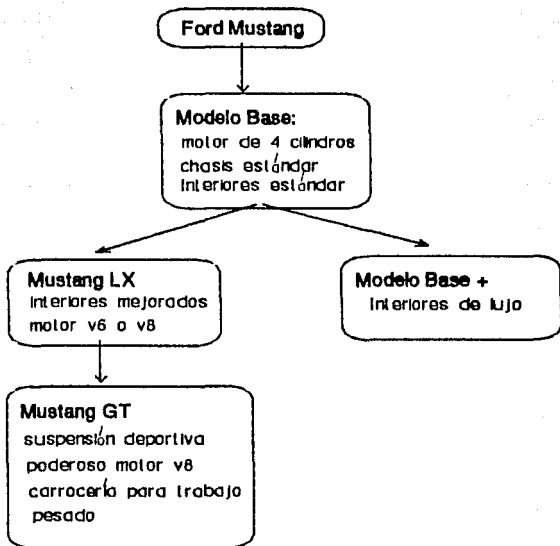 Ford Mustang
Modelo Base:
motor de 4 cilindros
chasis estándar
Interiores estándar
Mustang LX
Interiores mejorados
motor v6 o v8
Modelo Base +
Interiores de lujo
Mustang GT
suspensión deportiva
poderoso motor v8
carrocería para trabajo
pesado